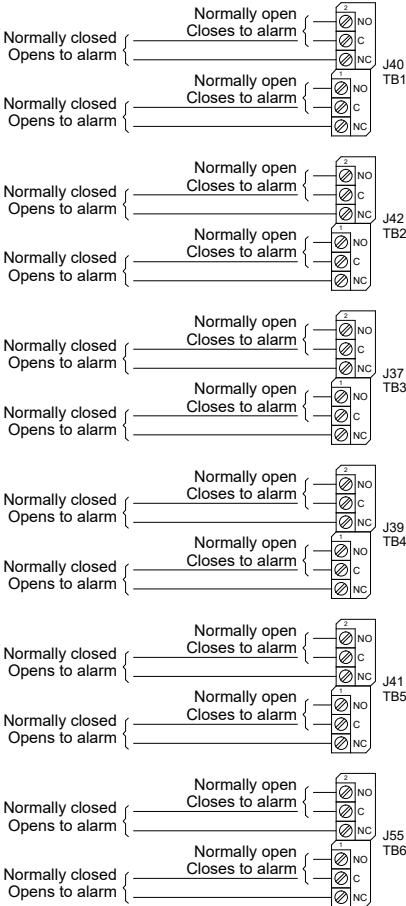 2
Normally open
Closes to alarm
NO
C
NC
Normally closed
Opens to alarm
J40
TB1
1
Normally open
Closes to alarm
NO
C
NC
Normally closed
Opens to alarm
2
Normally open
Closes to alarm
NO
C
NC
Normally closed
Opens to alarm
J42
TB2
1
Normally open
Closes to alarm
NO
C
NC
Normally closed
Opens to alarm
2
Normally open
Closes to alarm
NO
C
NC
Normally closed
Opens to alarm
J37
TB3
1
Normally open
Closes to alarm
NO
C
NC
Normally closed
Opens to alarm
2
Normally open
Closes to alarm
NO
C
NC
Normally closed
Opens to alarm
J39
TB4
1
Normally open
Closes to alarm
NO
C
NC
Normally closed
Opens to alarm
2
Normally open
Closes to alarm
NO
C
NC
Normally closed
Opens to alarm
J41
TB5
1
Normally open
Closes to alarm
NO
C
NC
Normally closed
Opens to alarm
2
Normally open
Closes to alarm
NO
C
NC
Normally closed
Opens to alarm
J55
TB6
1
Normally open
Closes to alarm
NO
C
NC
Normally closed
Opens to alarm